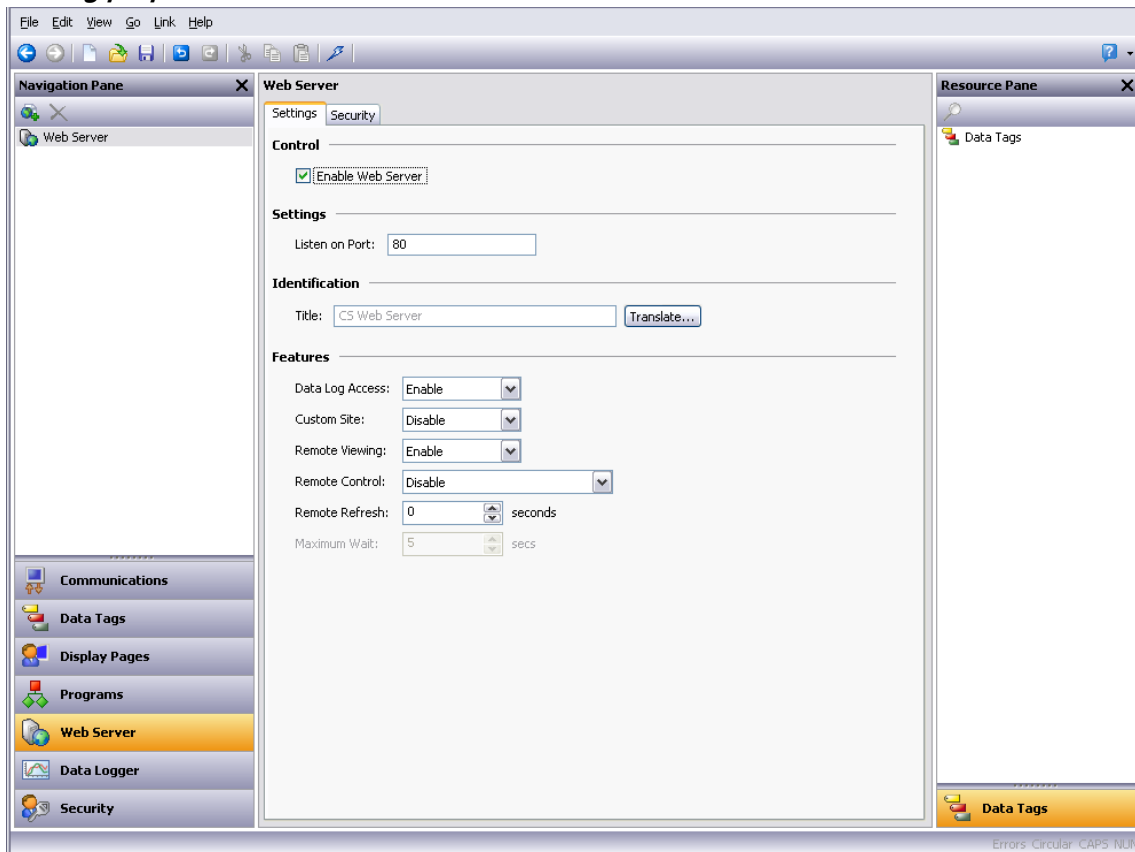 File Edit View Go Link Help
Navigation Pane
Web Server
Resource Pane
Settings Security
Web Server
Data Tags
Control
Enable Web Server
Settings
Listen on Port: 80
Identification
Title: CS Web Server Translate...
Features
Data Log Access: Enable
Custom Site: Disable
Remote Viewing: Enable
Remote Control: Disable
Remote Refresh: 0 seconds
Maximum Wait: 5 secs
Communications
Data Tags
Display Pages
Programs
Web Server
Data Logger
Security
Data Tags
Errors Circular CAPS